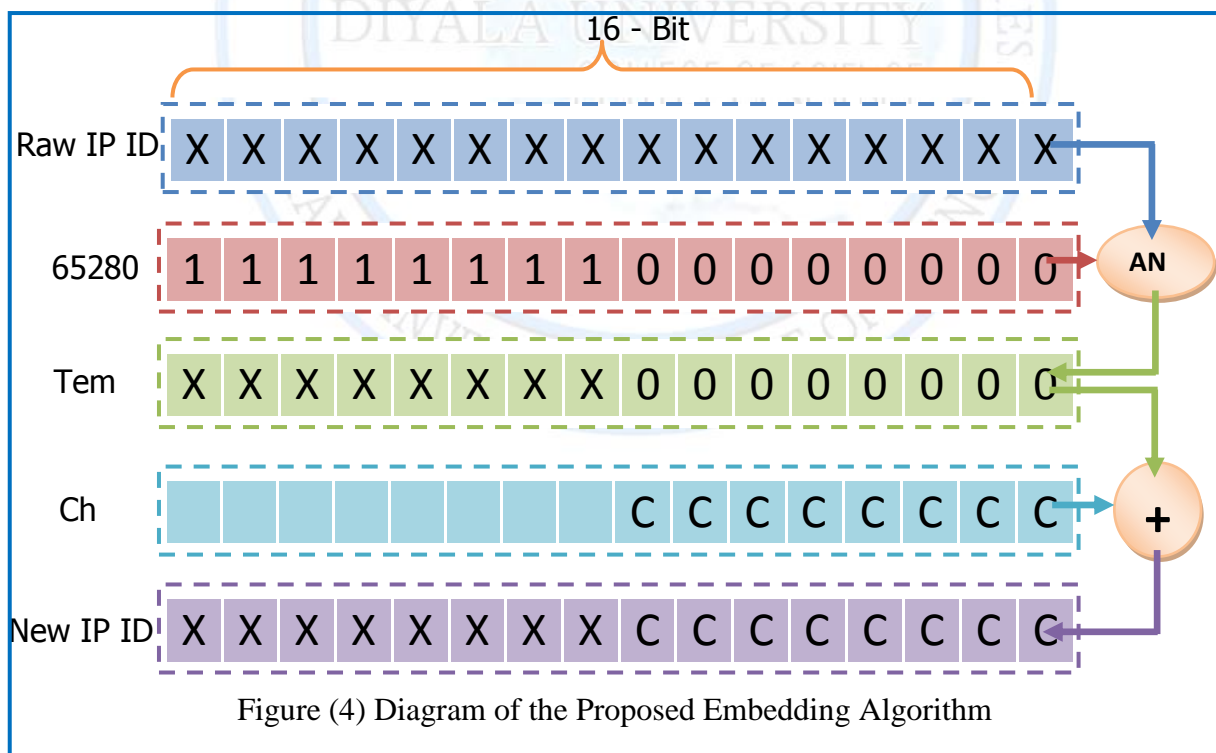 DIYALA UNIVERSITY
16 - Bit
Raw IP ID X X X X X X X X X X X X X X X X
65280 1 1 1 1 1 1 1 1 0 0 0 0 0 0 0 0
AN
Tem X X X X X X X X 0 0 0 0 0 0 0 0
Ch C C C C C C C C
+
New IP ID X X X X X X X X C C C C C C C C
Figure (4) Diagram of the Proposed Embedding Algorithm